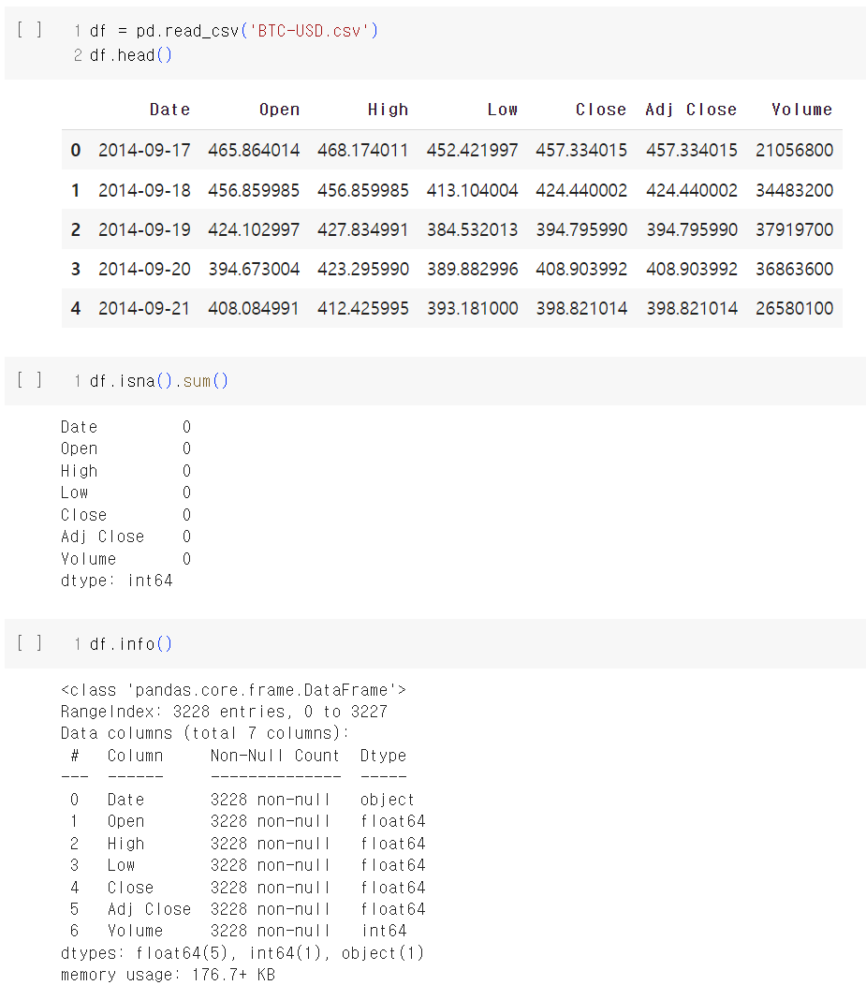 [ ] 1 df = pd.read_csv('BTC-USD.csv')
2 df.head()
Date Open High Low Close Adj Close Volume
0 2014-09-17 465.864014 468.174011 452.421997 457.334015 457.334015 21056800
1 2014-09-18 456.859985 456.859985 413.104004 424.440002 424.440002 34483200
2 2014-09-19 424.102997 427.834991 384.532013 394.795990 394.795990 37919700
3 2014-09-20 394.673004 423.295990 389.882996 408.903992 408.903992 36863600
4 2014-09-21 408.084991 412.425995 393.181000 398.821014 398.821014 26580100
[ ] 1 df.isna().sum()
Date 0
Open 0
High 0
Low 0
Close 0
Adj Close 0
Volume 0
dtype: int64
[ ] 1 df.info()
<class 'pandas.core.frame.DataFrame'>
RangeIndex: 3228 entries, 0 to 3227
Data columns (total 7 columns):
# Column Non-Null Count Dtype
--- ------ -------------- -----
0 Date 3228 non-null object
1 Open 3228 non-null float64
2 High 3228 non-null float64
3 Low 3228 non-null float64
4 Close 3228 non-null float64
5 Adj Close 3228 non-null float64
6 Volume 3228 non-null int64
dtypes: float64(5), int64(1), object(1)
memory usage: 176.7+ KB